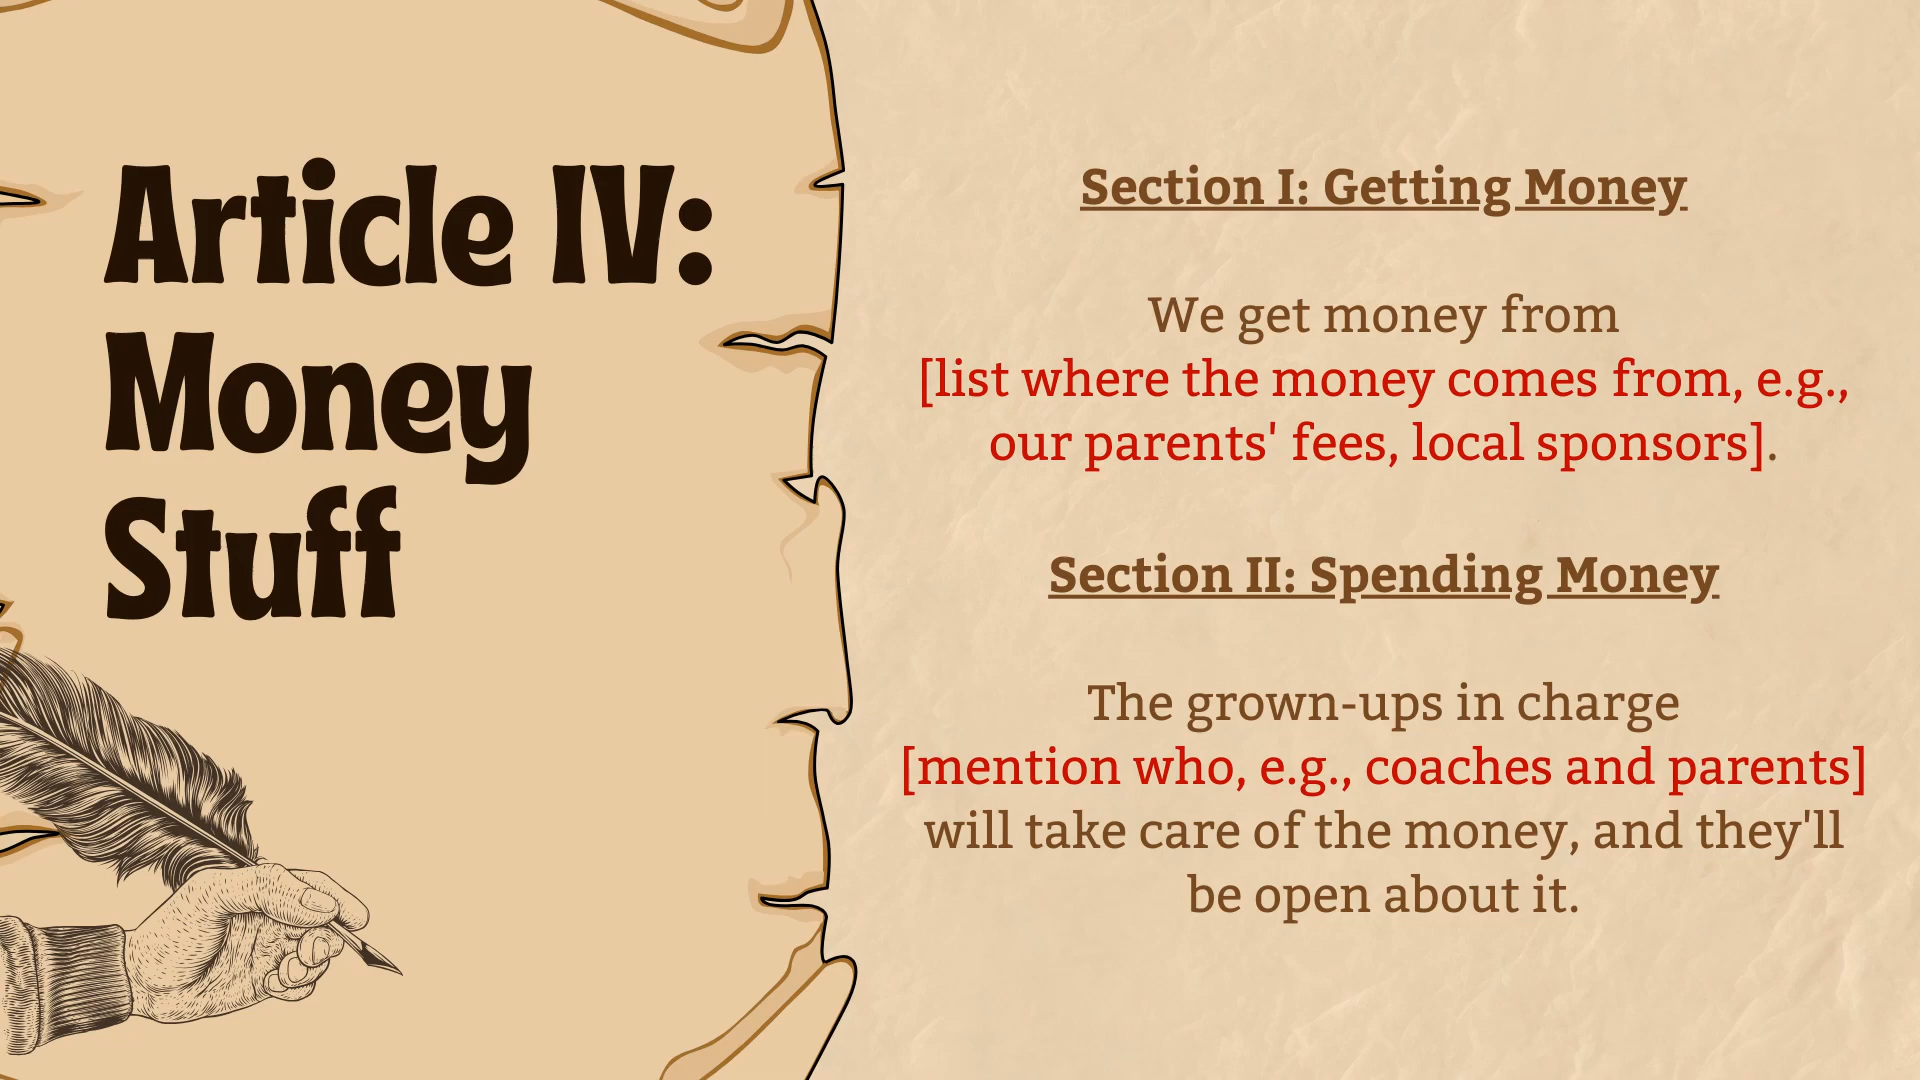 Article IV:
Money
Stuff
Section I: Getting Money
We get money from
[list where the money comes from, e.g.,
our parents' fees, local sponsors].
Section II: Spending Money
The grown-ups in charge
[mention who, e.g., coaches and parents]
will take care of the money, and they'll
be open about it.